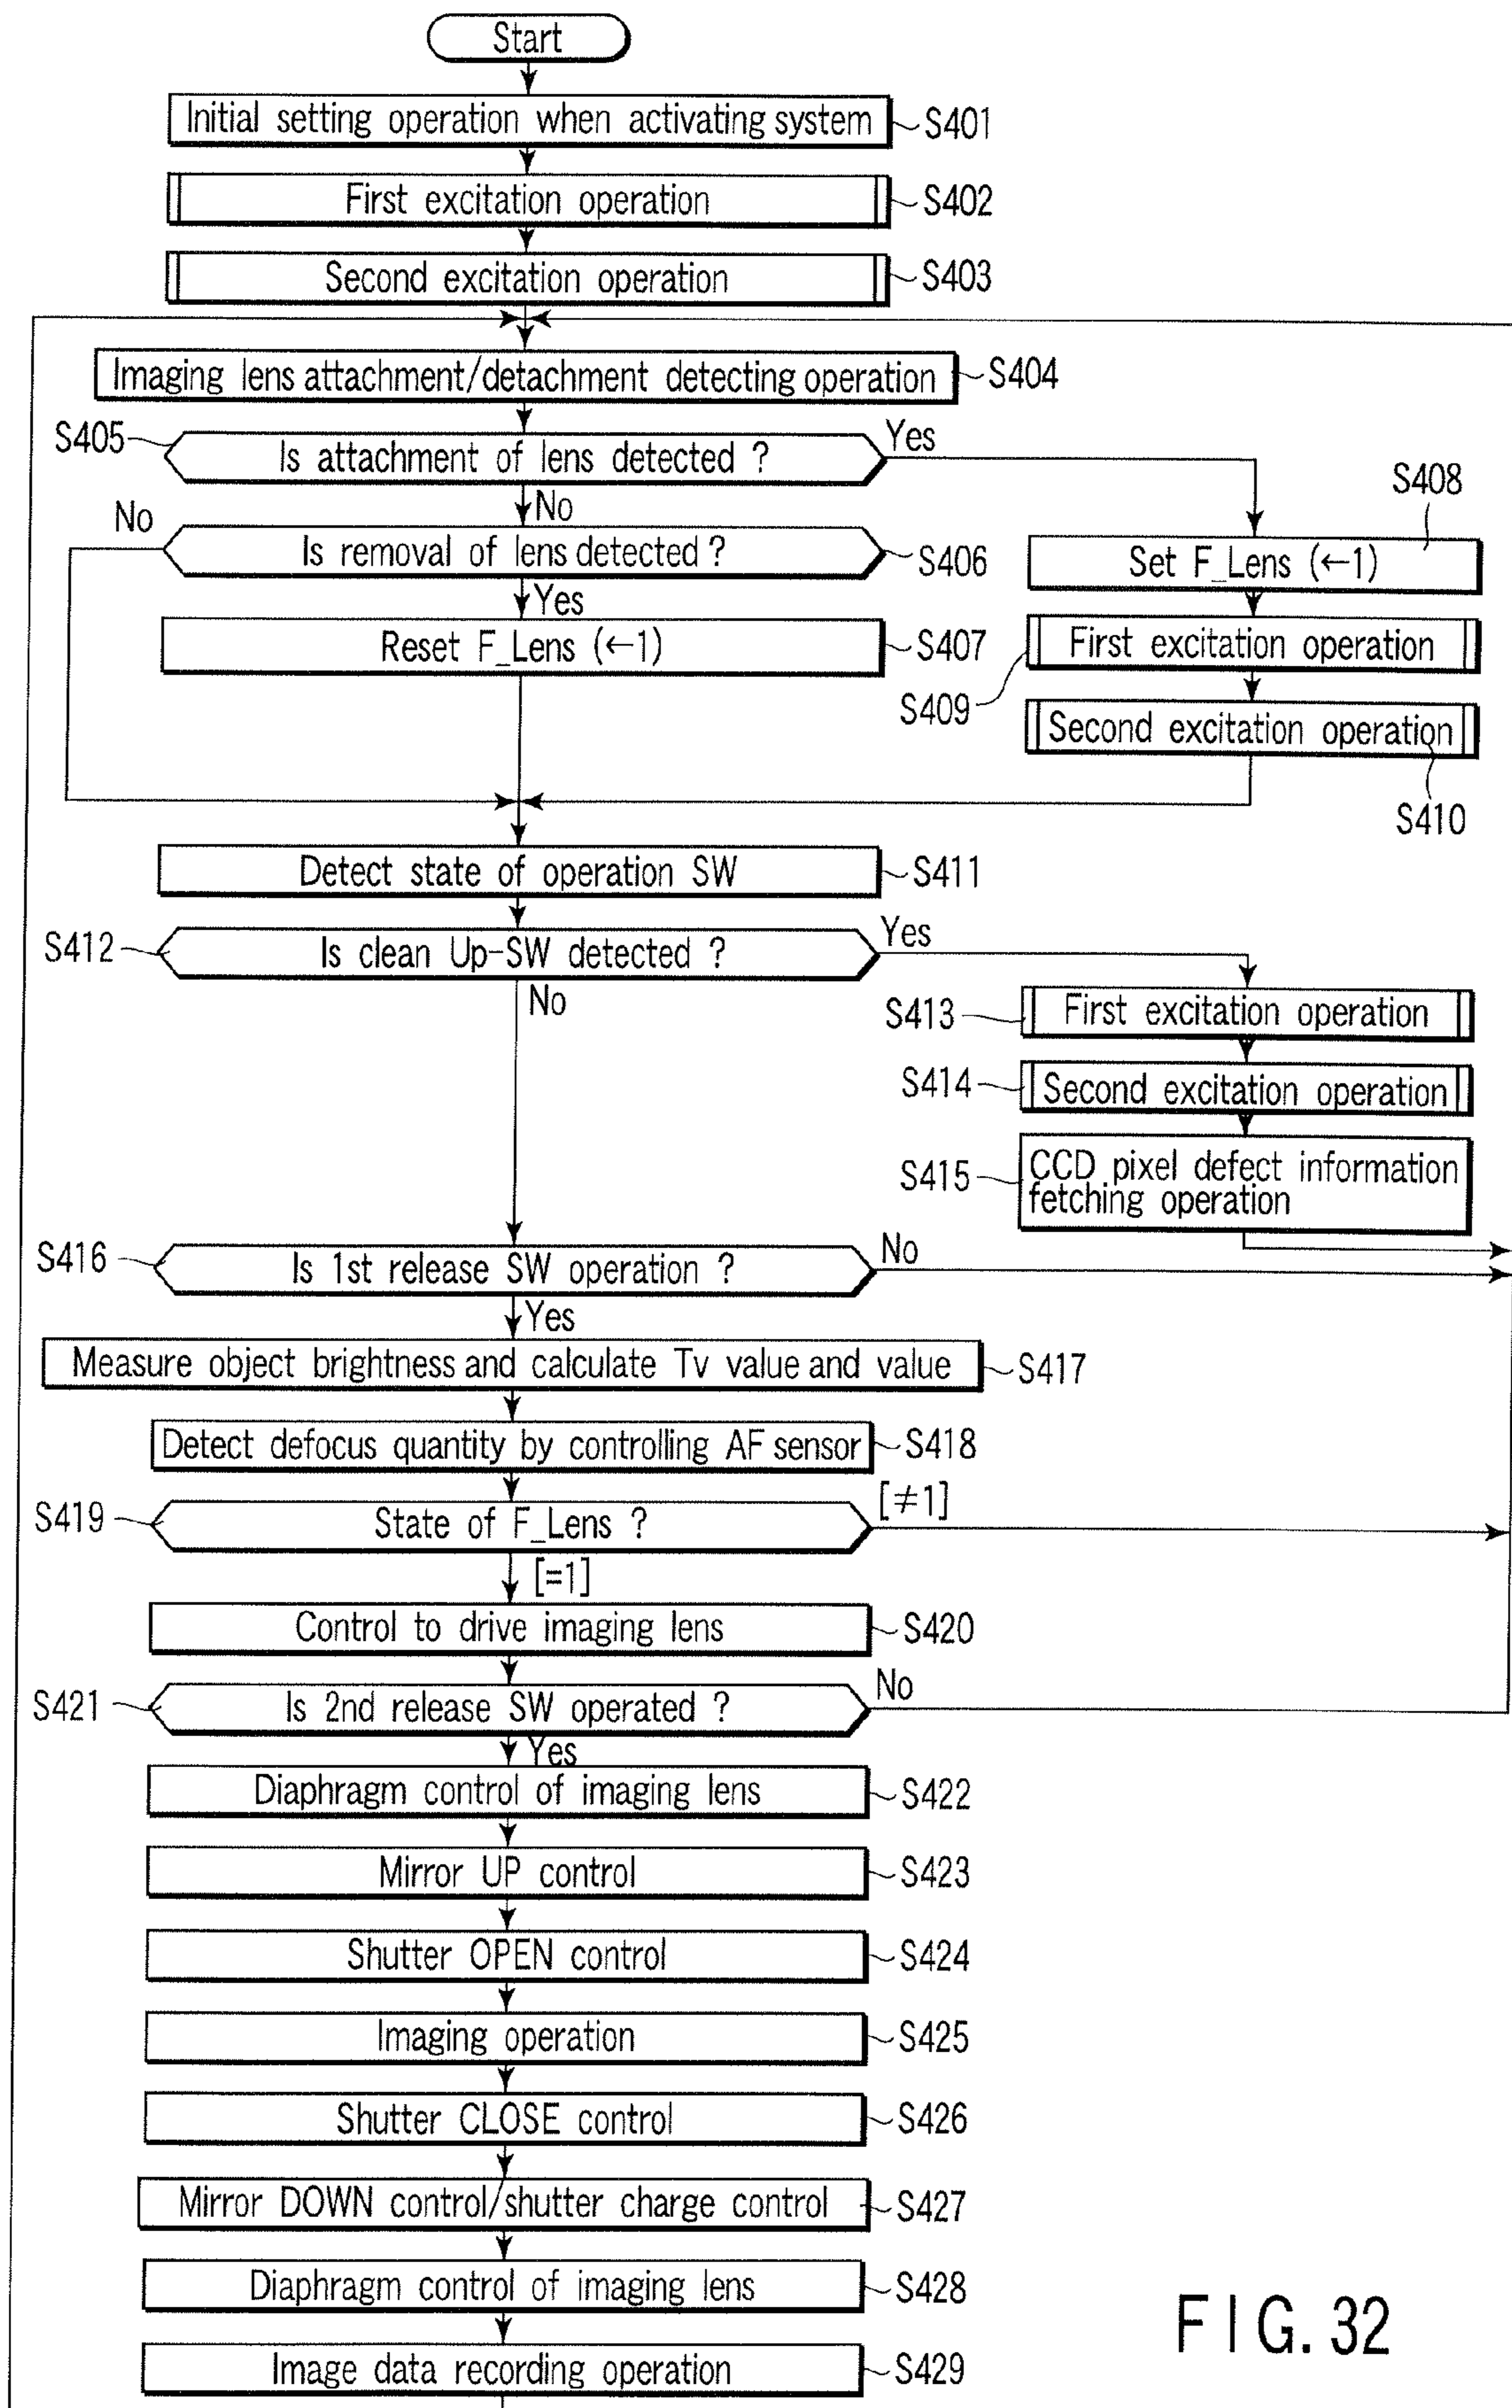 Start
Initial setting operation when activating system
S401
First excitation operation
S402
Second excitation operation
S403
Imaging lens attachment/detachment detecting operation
S404
S405
Is attachment of lens detected ?
Yes
No
No
Is removal of lens detected ?
S406
Yes
Reset F_Lens (←1)
S407
S408
Set F_Lens (←1)
First excitation operation
S409
Second excitation operation
S410
Detect state of operation SW
S411
S412
Is clean Up-SW detected ?
Yes
No
S413
First excitation operation
S414
Second excitation operation
S415
CCD pixel defect information
fetching operation
S416
Is 1st release SW operation ?
No
Yes
Measure object brightness and calculate Tv value and value
S417
Detect defocus quantity by controlling AF sensor
S418
S419
State of F_Lens ?
[≠1]
[=1]
Control to drive imaging lens
S420
S421
Is 2nd release SW operated ?
No
Yes
Diaphragm control of imaging lens
S422
Mirror UP control
S423
Shutter OPEN control
S424
Imaging operation
S425
Shutter CLOSE control
S426
Mirror DOWN control/shutter charge control
S427
Diaphragm control of imaging lens
S428
Image data recording operation
S429
FIG. 32